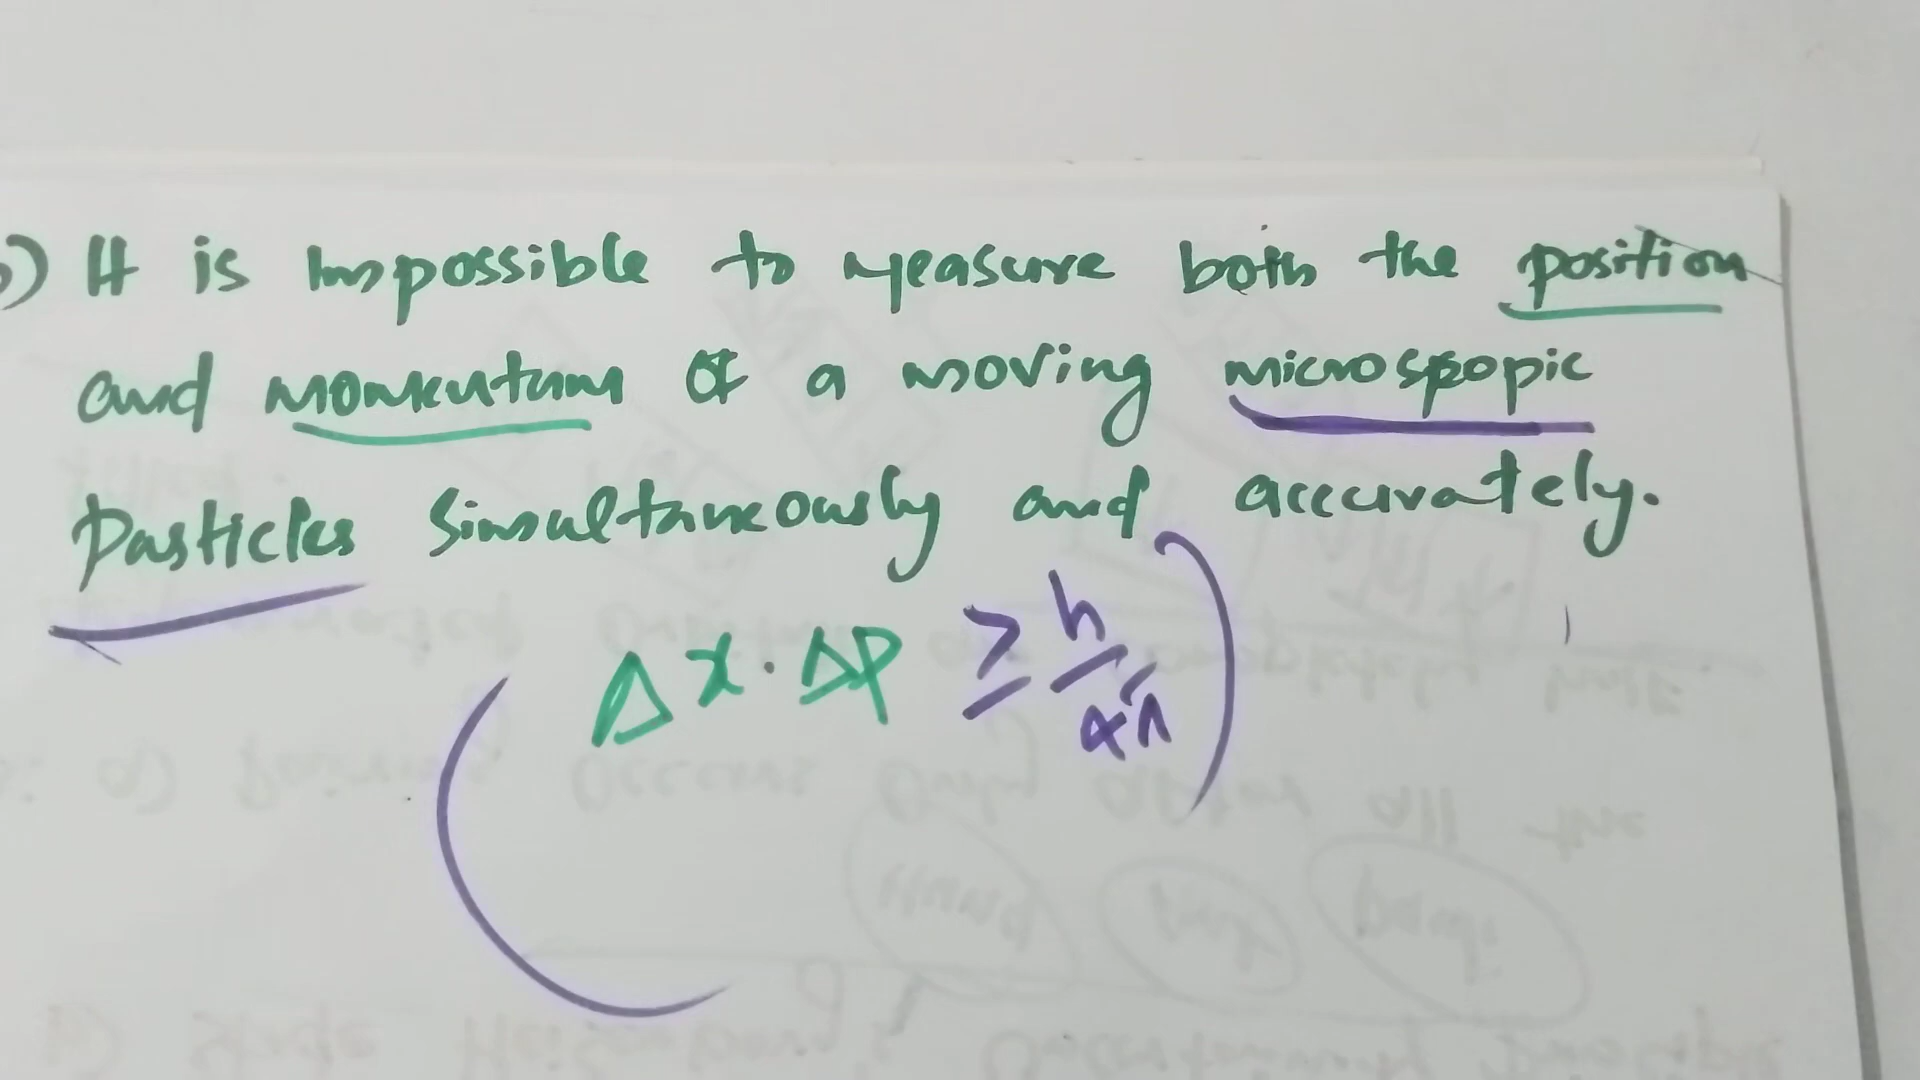 b) It is Impossible to measure both the position
and momentum of a moving microspopic
Particles Simultaneously and accurately.
Δx·ΔP ≥ h/4π